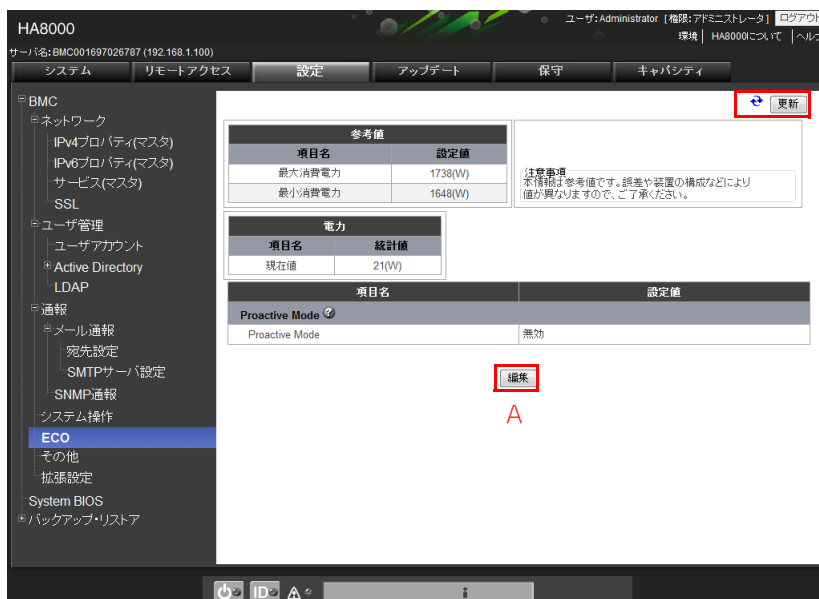 HA8000
ユーザ:Administrator [権限:アドミニストレータ] ログアウト
環境 | HA8000について | ヘル
サーバ名:BMC001697026787 (192.168.1.100)
システム リモートアクセス 設定 アップデート 保守 キャパシティ
BMC
ネットワーク
IPv4プロパティ(マスタ)
IPv6プロパティ(マスタ)
サービス(マスタ)
SSL
ユーザ管理
ユーザアカウント
Active Directory
LDAP
通報
メール通報
宛先設定
SMTPサーバ設定
SNMP通報
システム操作
ECO
その他
拡張設定
System BIOS
バックアップ・リストア
更新
参考値
項目名 設定値
最大消費電力 1738(W)
最小消費電力 1648(W)
注意事項
本情報は参考値です。誤差や装置の構成などにより
値が異なりますので、ご了承ください。
電力
項目名 統計値
現在値 21(W)
項目名 設定値
Proactive Mode
Proactive Mode 無効
編集
A
ID